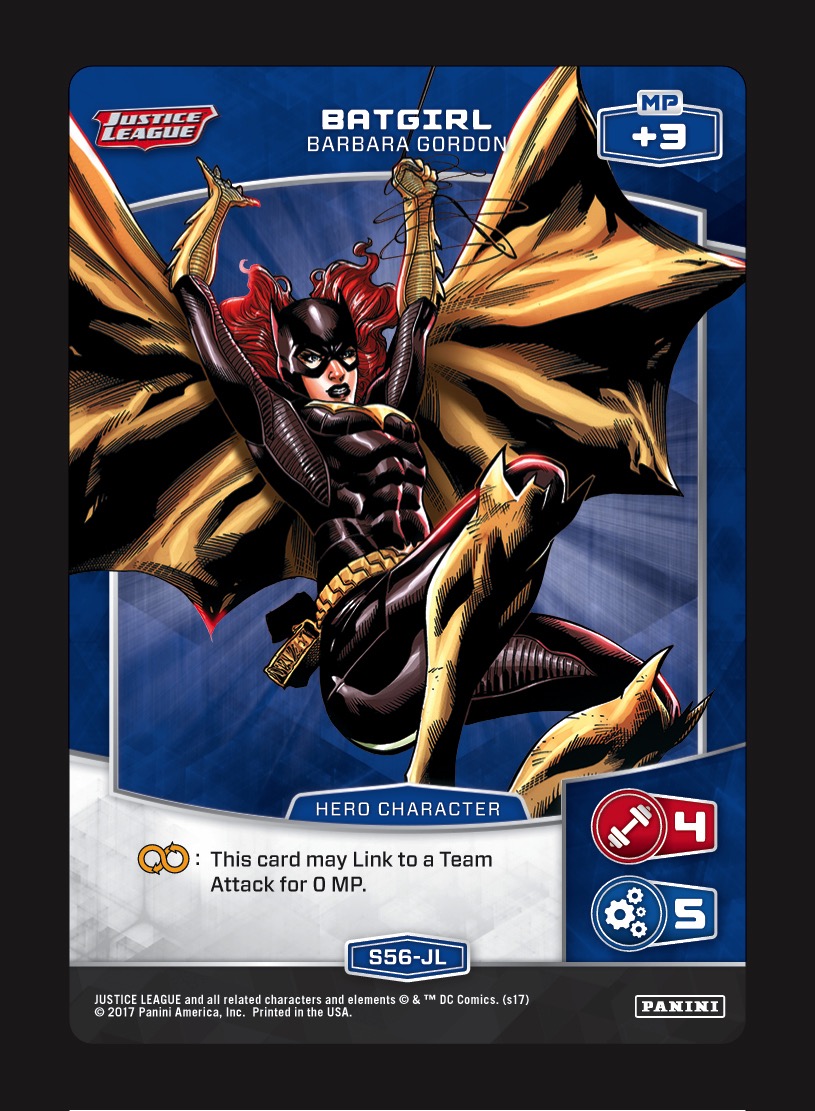 JUSTICE
LEAGUE
BATGIRL
BARBARA GORDON
MP
+3
HERO CHARACTER
4
: This card may Link to a Team
Attack for 0 MP.
5
S56-JL
JUSTICE LEAGUE and all related characters and elements © & ™ DC Comics. (s17)
© 2017 Panini America, Inc. Printed in the USA.
PANINI